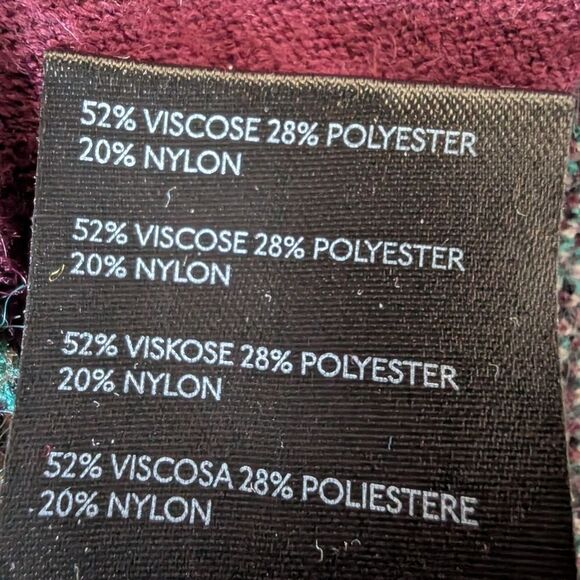 52% VISCOSE 28% POLYESTER
20% NYLON
52% VISCOSE 28% POLYESTER
20% NYLON
52% VISKOSE 28% POLYESTER
20% NYLON
52% VISCOSA 28% POLIESTERE
20% NYLON